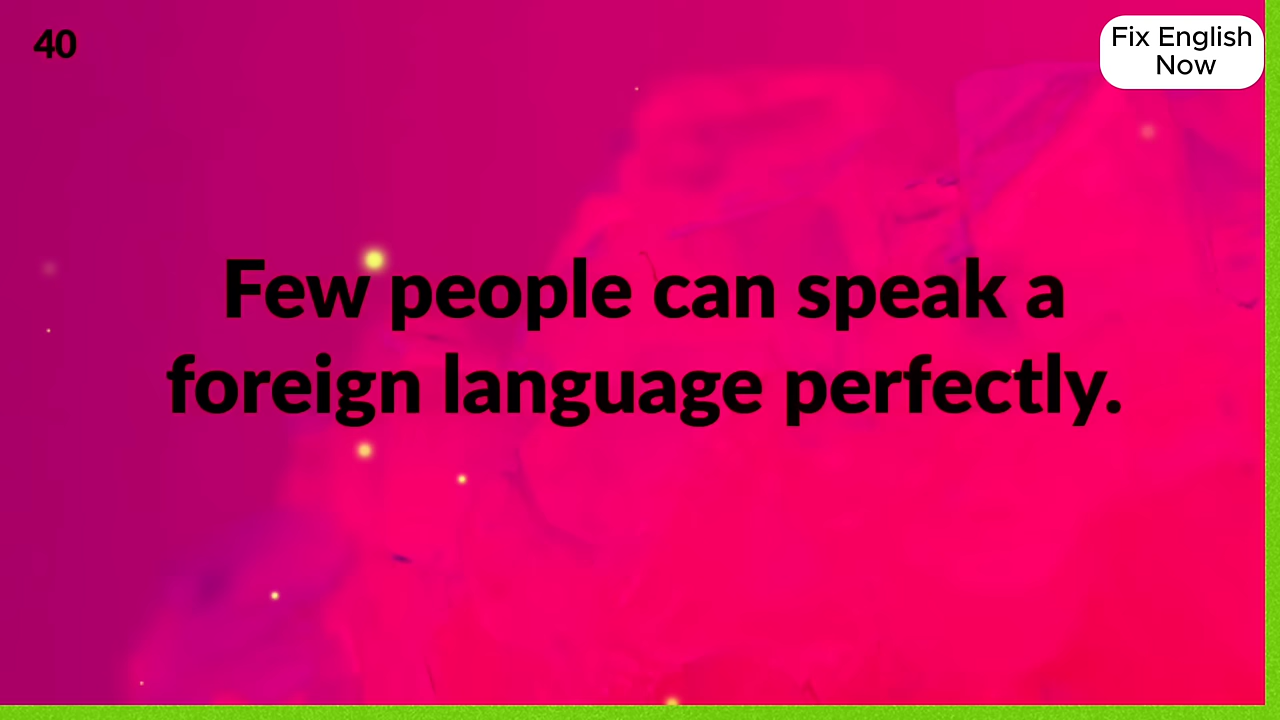 40
Fix English
Now
Few people can speak a
foreign language perfectly.